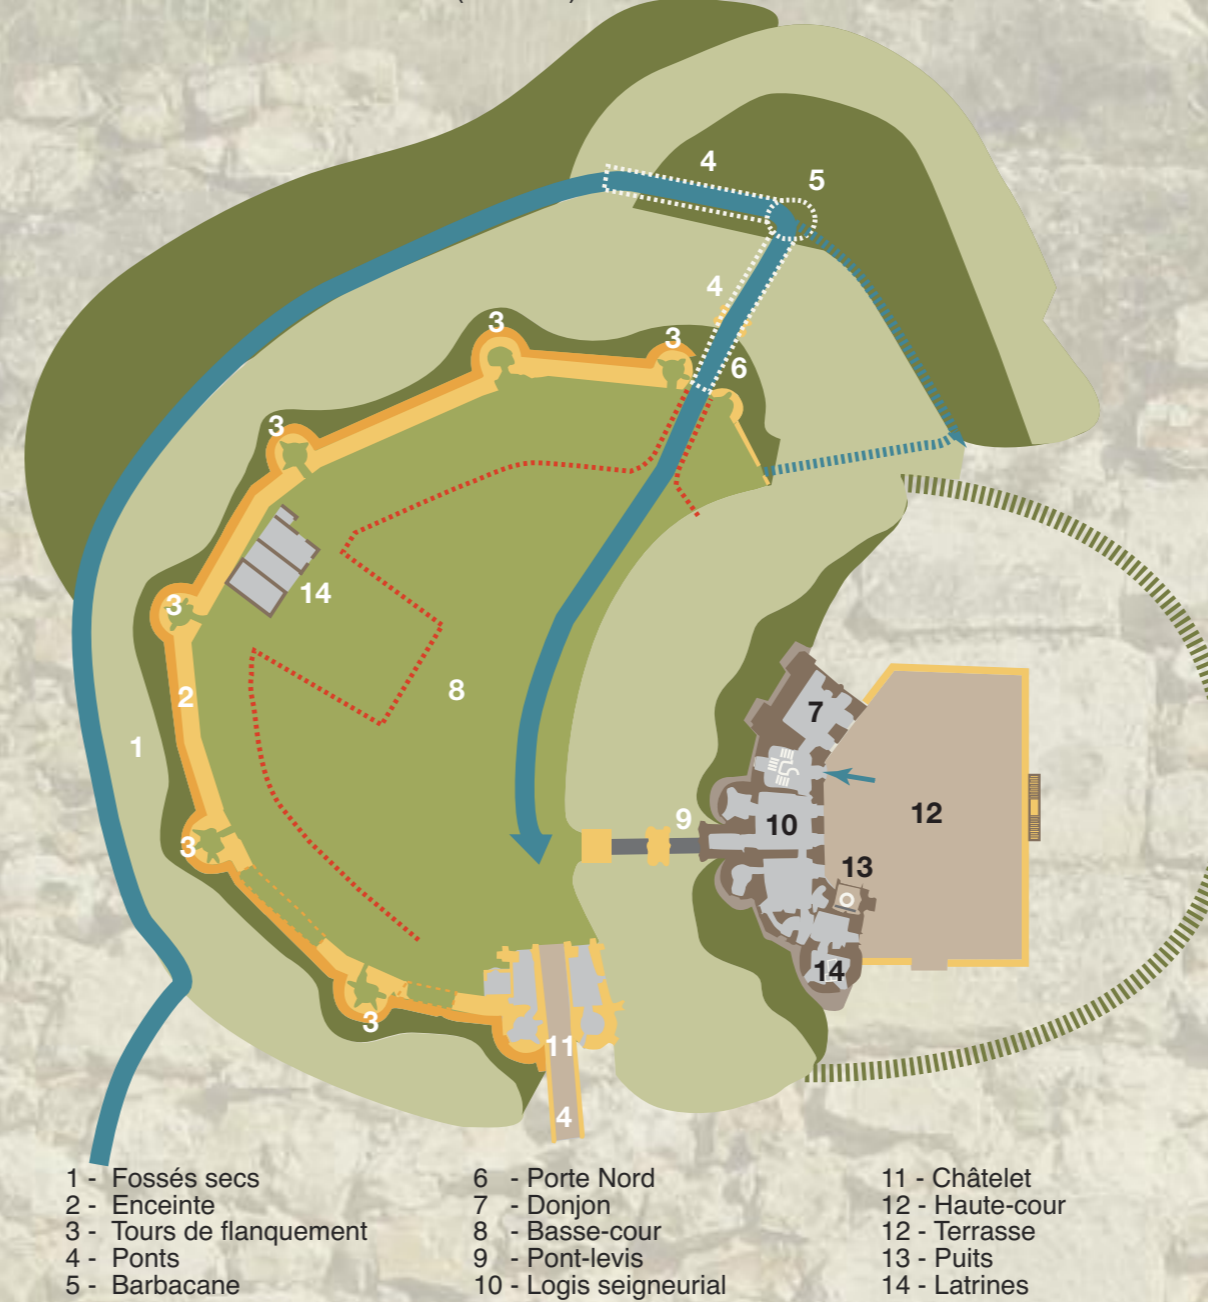 4
5
4
3
3
6
3
14
3
8
2
1
7
9
10
12
3
13
14
3
11
4
1 - Fossés secs
2 - Enceinte
3 - Tours de flanquement
4 - Ponts
5 - Barbacane
6 - Porte Nord
7 - Donjon
8 - Basse-cour
9 - Pont-levis
10 - Logis seigneurial
11 - Châtelet
12 - Haute-cour
12 - Terrasse
13 - Puits
14 - Latrines